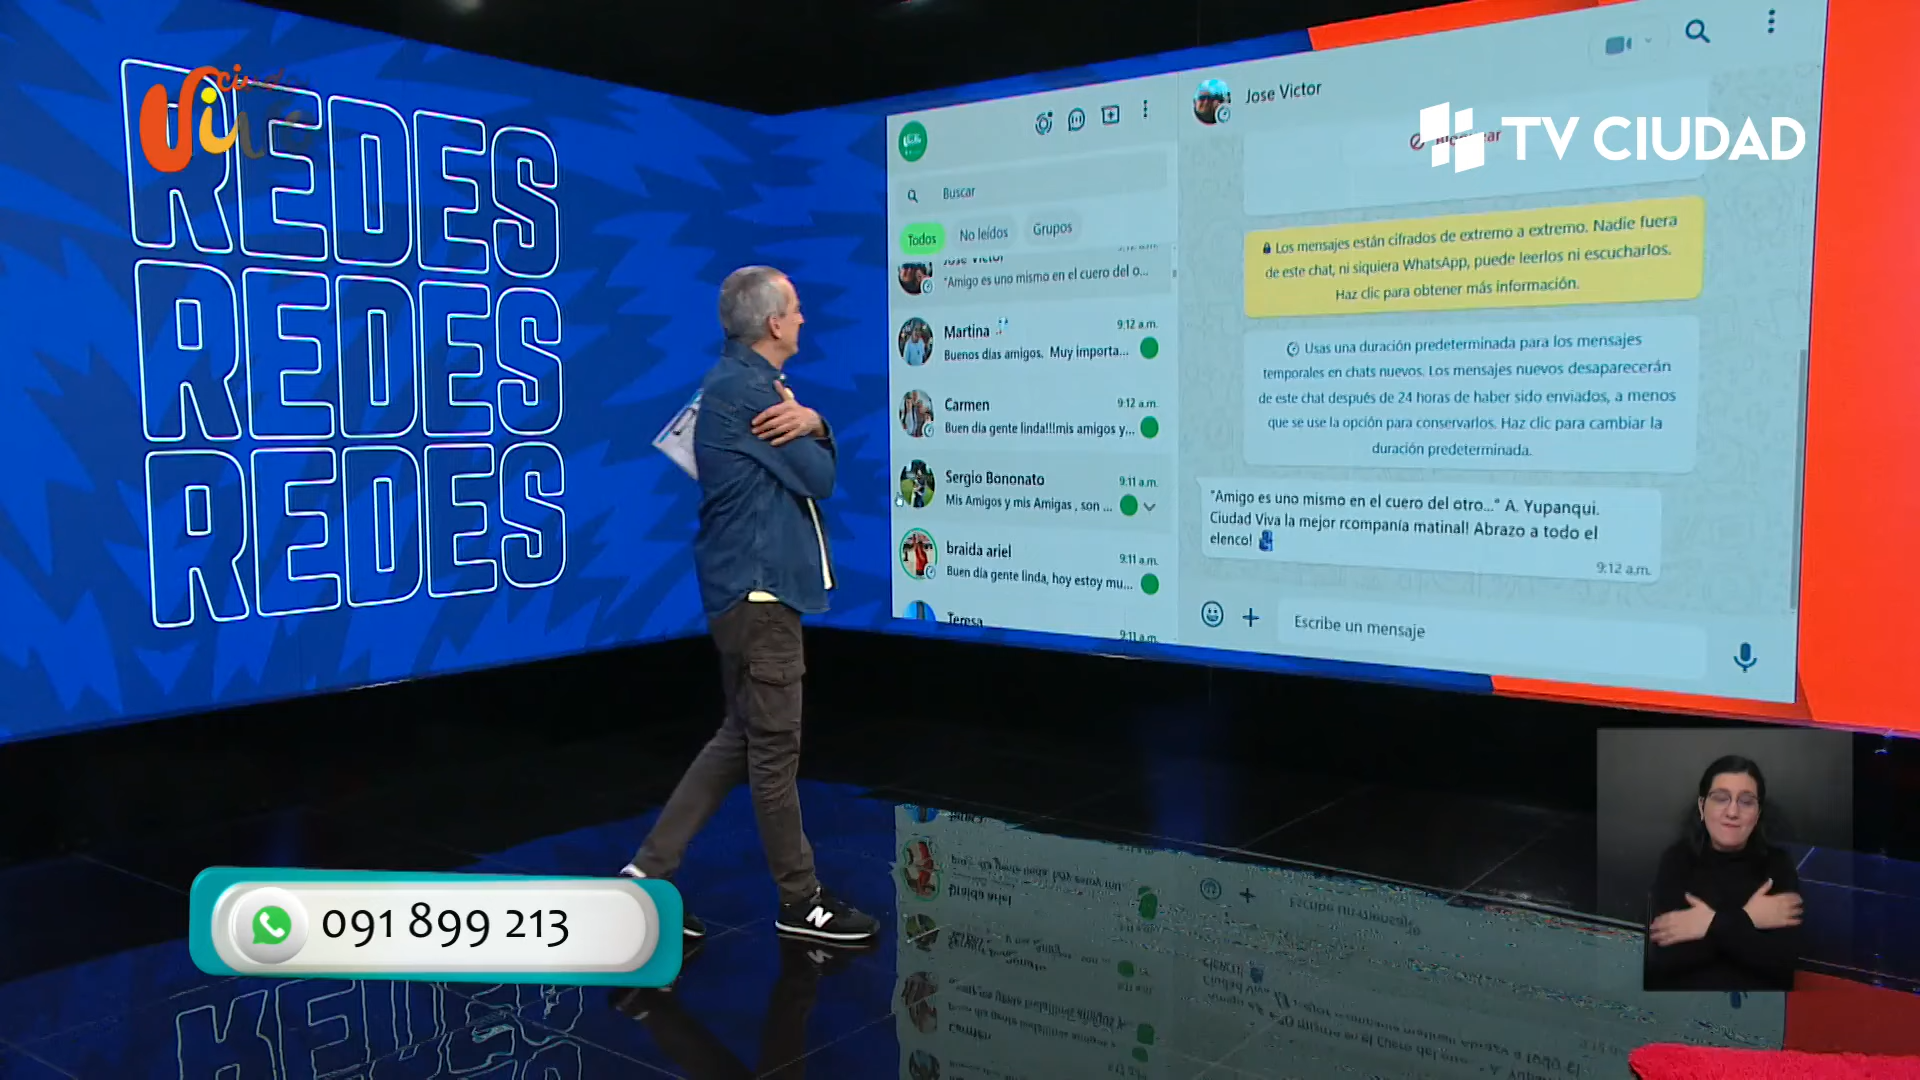 ciudad
Viva
REDES
REDES
REDES
TV CIUDAD
Buscar
Todos
No leídos
Grupos
Jose Victor
"Amigo es uno mismo en el cuero del o...
Martina
9:12 a.m.
Buenos días amigos. Muy importa...
Carmen
9:12 a.m.
Buen día gente linda!!!mis amigos y...
Sergio Bononato
9:11 a.m.
Mis Amigos y mis Amigas , son ...
braida ariel
9:11 a.m.
Buen día gente linda, hoy estoy mu...
Teresa
9:11 a.m.
Jose Victor
Los mensajes están cifrados de extremo a extremo. Nadie fuera
de este chat, ni siquiera WhatsApp, puede leerlos ni escucharlos.
Haz clic para obtener más información.
Usas una duración predeterminada para los mensajes
temporales en chats nuevos. Los mensajes nuevos desaparecerán
de este chat después de 24 horas de haber sido enviados, a menos
que se use la opción para conservarlos. Haz clic para cambiar la
duración predeterminada.
"Amigo es uno mismo en el cuero del otro..." A. Yupanqui.
Ciudad Viva la mejor rcompanía matinal! Abrazo a todo el
elenco!
9:12 a.m.
Escribe un mensaje
091 899 213
N